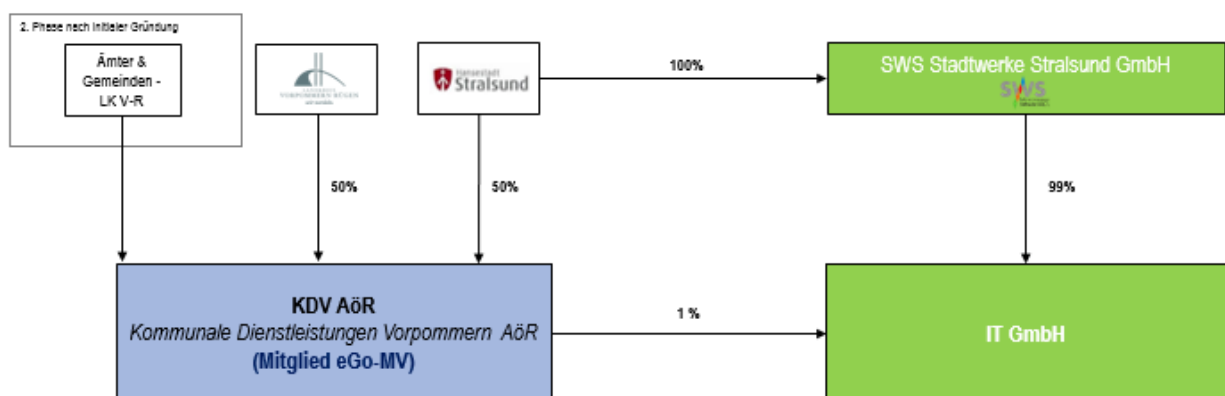 2. Phase nach initialer Gründung
Ämter &
Gemeinden -
LK V-R
VORPOMMERN RÜGEN
Hansestadt
Stralsund
100%
SWS Stadtwerke Stralsund GmbH
SWS
50%
50%
99%
KDV AöR
Kommunale Dienstleistungen Vorpommern AöR
(Mitglied eGo-MV)
1 %
IT GmbH